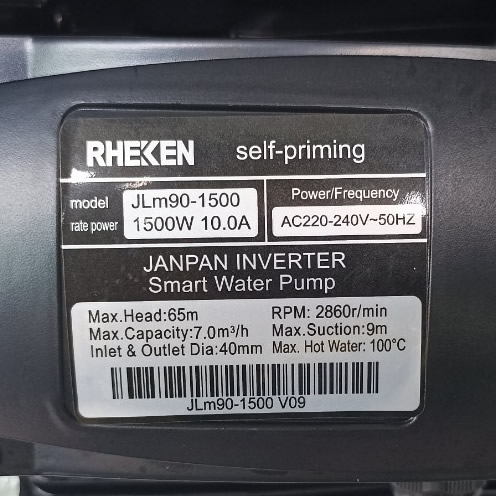 RHEKEN self-priming
model JLm90-1500 Power/Frequency
rate power 1500W 10.0A AC220-240V~50HZ
JANPAN INVERTER
Smart Water Pump
Max.Head:65m RPM: 2860r/min
Max.Capacity:7.0m³/h Max.Suction:9m
Inlet & Outlet Dia:40mm Max. Hot Water: 100°C
JLm90-1500 V09